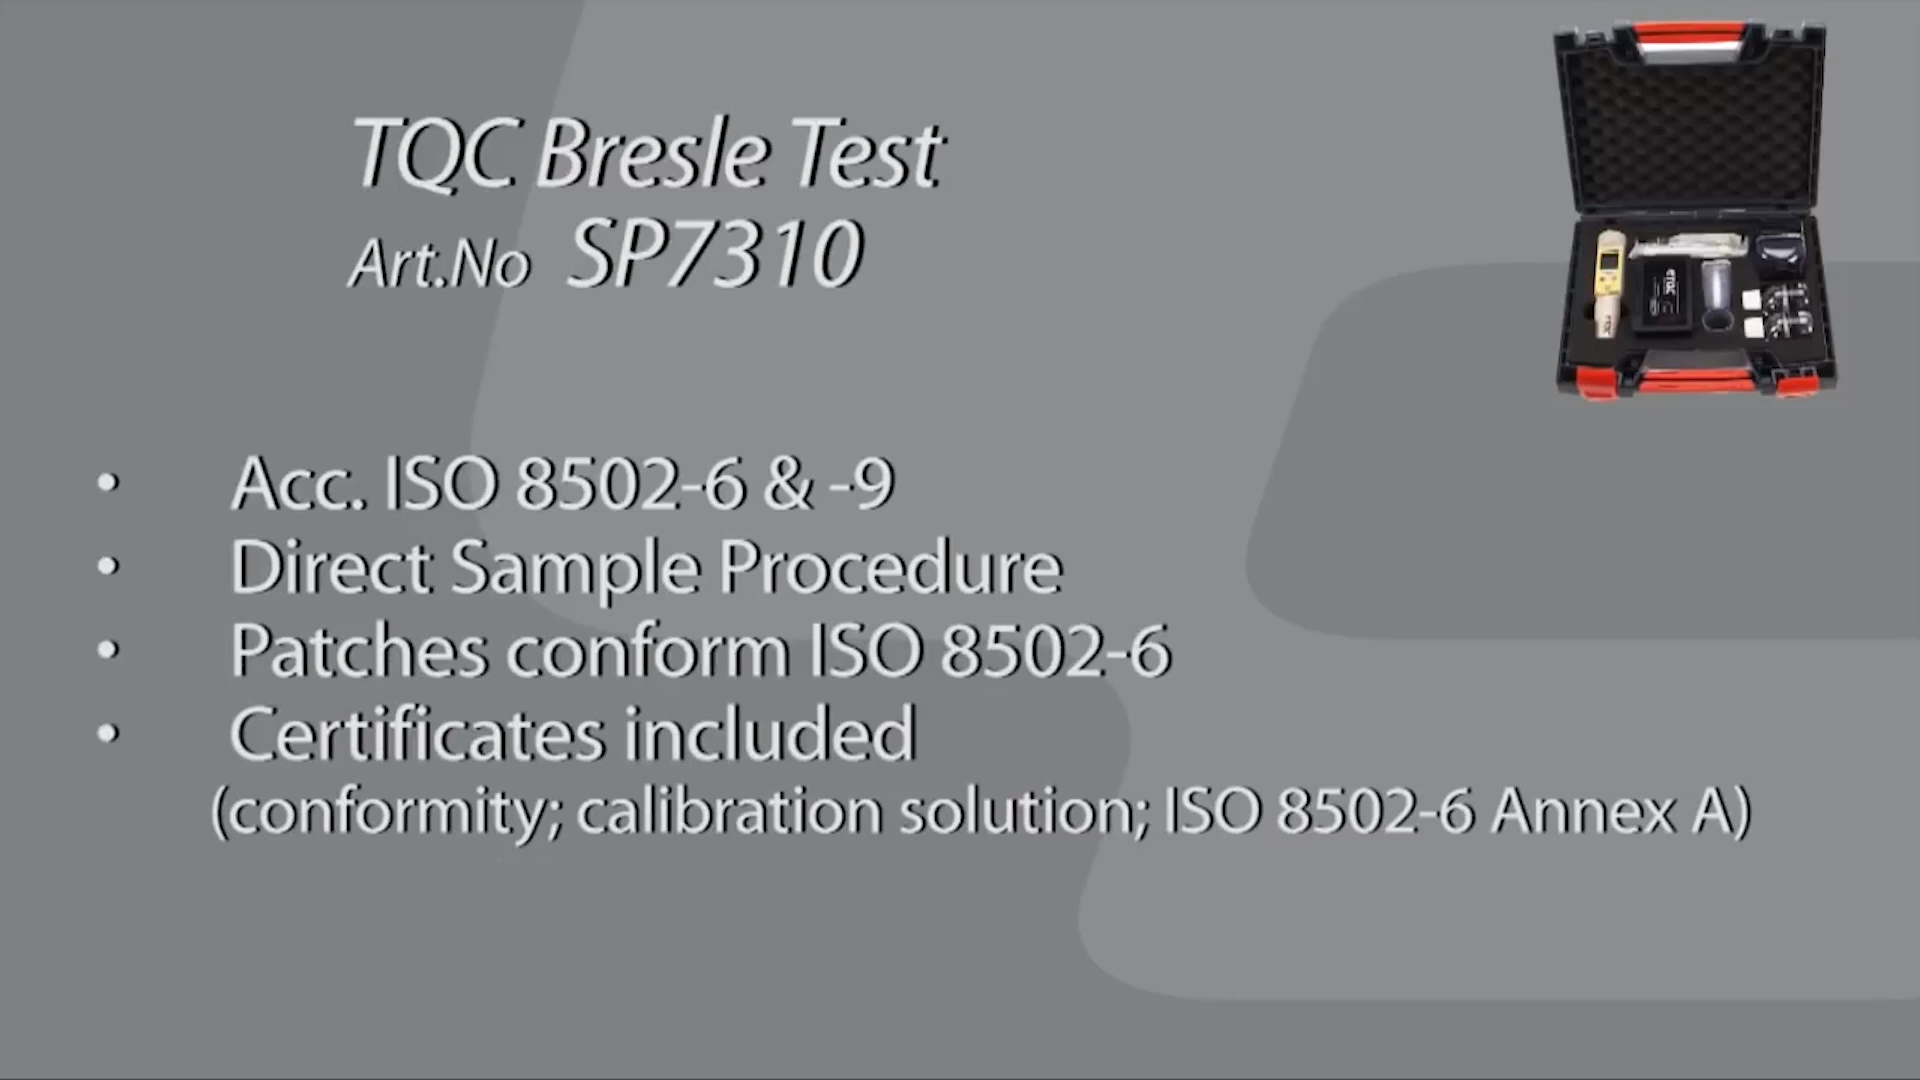 TQC Bresle Test
Art.No SP7310
• Acc. ISO 8502-6 & -9
• Direct Sample Procedure
• Patches conform ISO 8502-6
• Certificates included
(conformity; calibration solution; ISO 8502-6 Annex A)